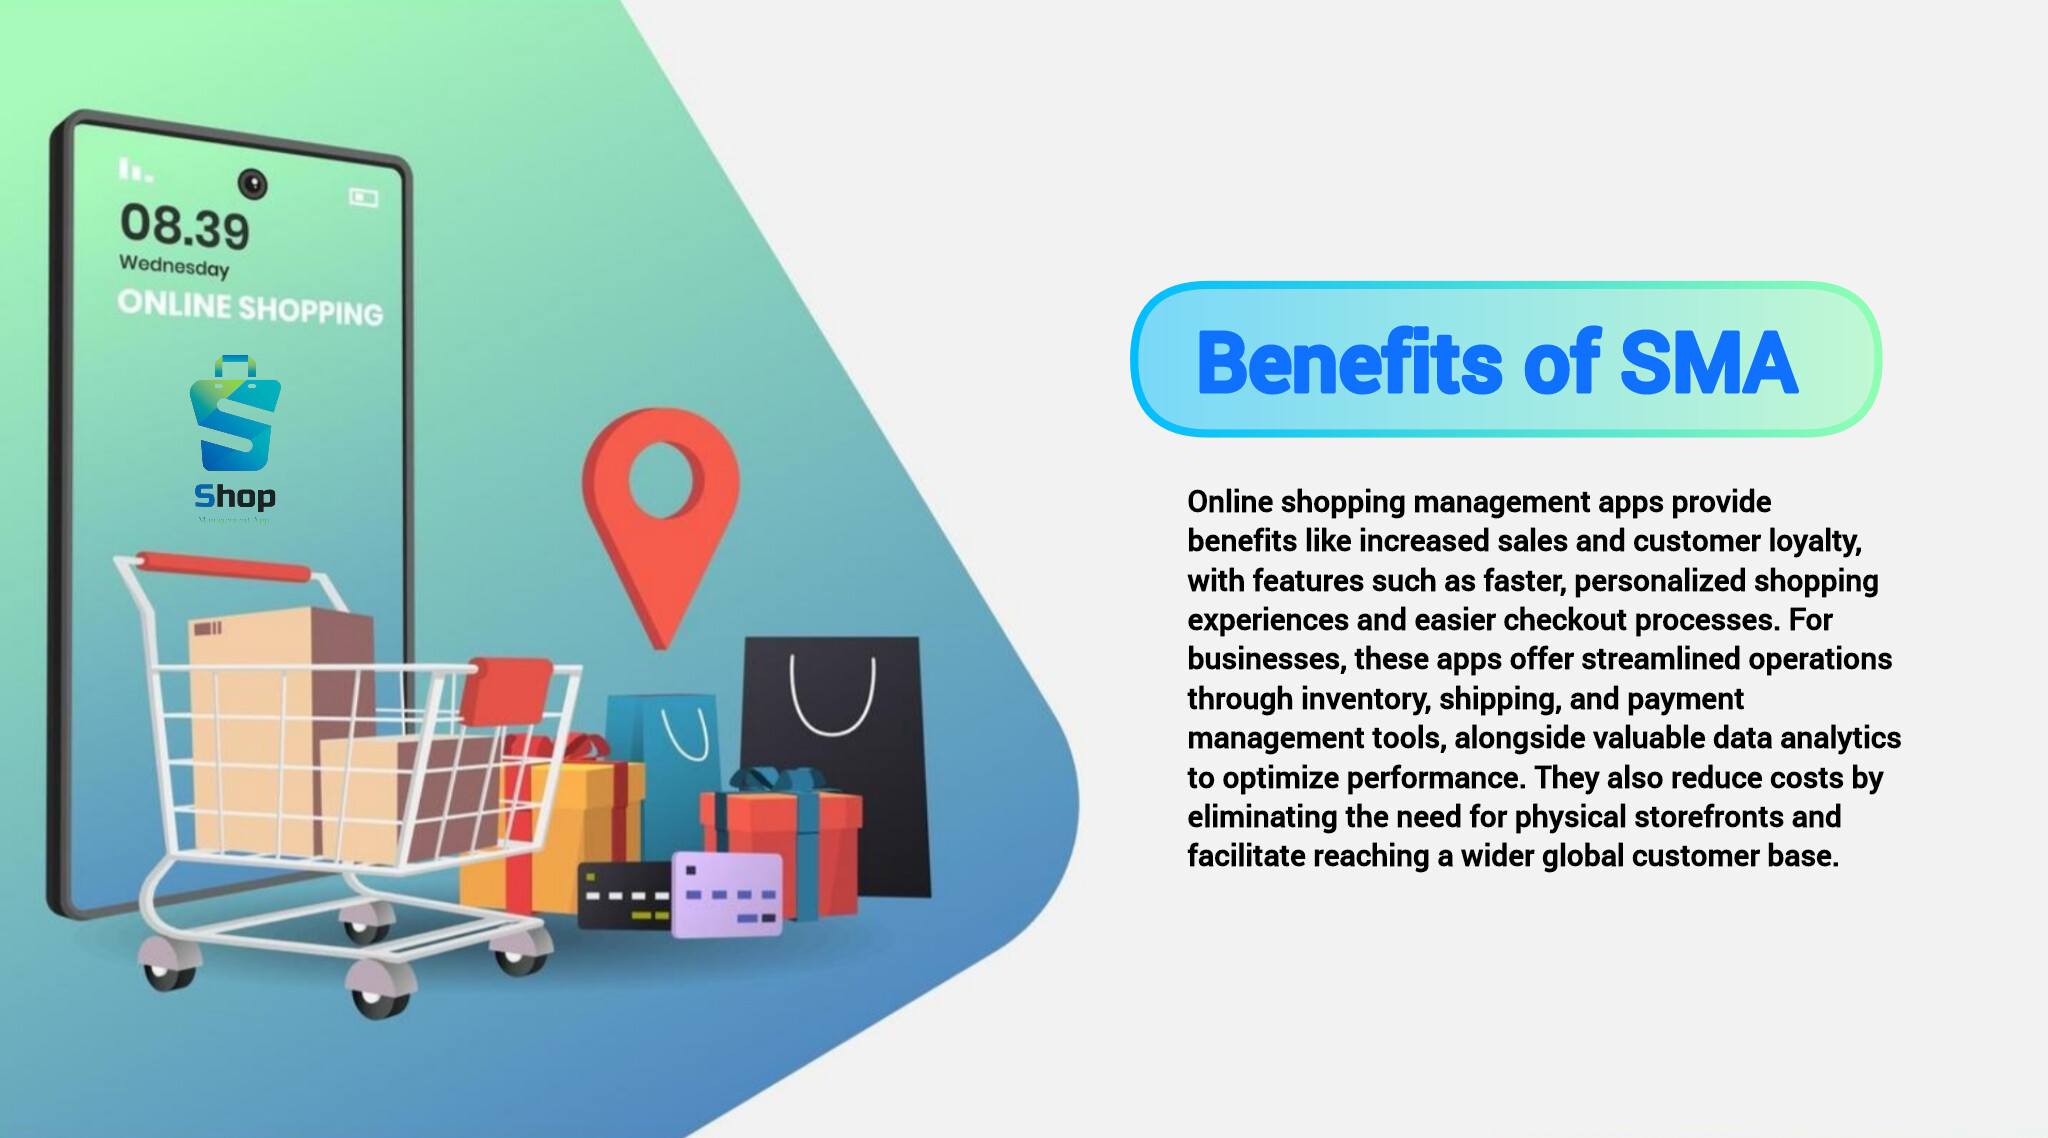 08.39
Wednesday
ONLINE SHOPPING
Shop
Management App
Benefits of SMA
Online shopping management apps provide
benefits like increased sales and customer loyalty,
with features such as faster, personalized shopping
experiences and easier checkout processes. For
businesses, these apps offer streamlined operations
through inventory, shipping, and payment
management tools, alongside valuable data analytics
to optimize performance. They also reduce costs by
eliminating the need for physical storefronts and
facilitate reaching a wider global customer base.